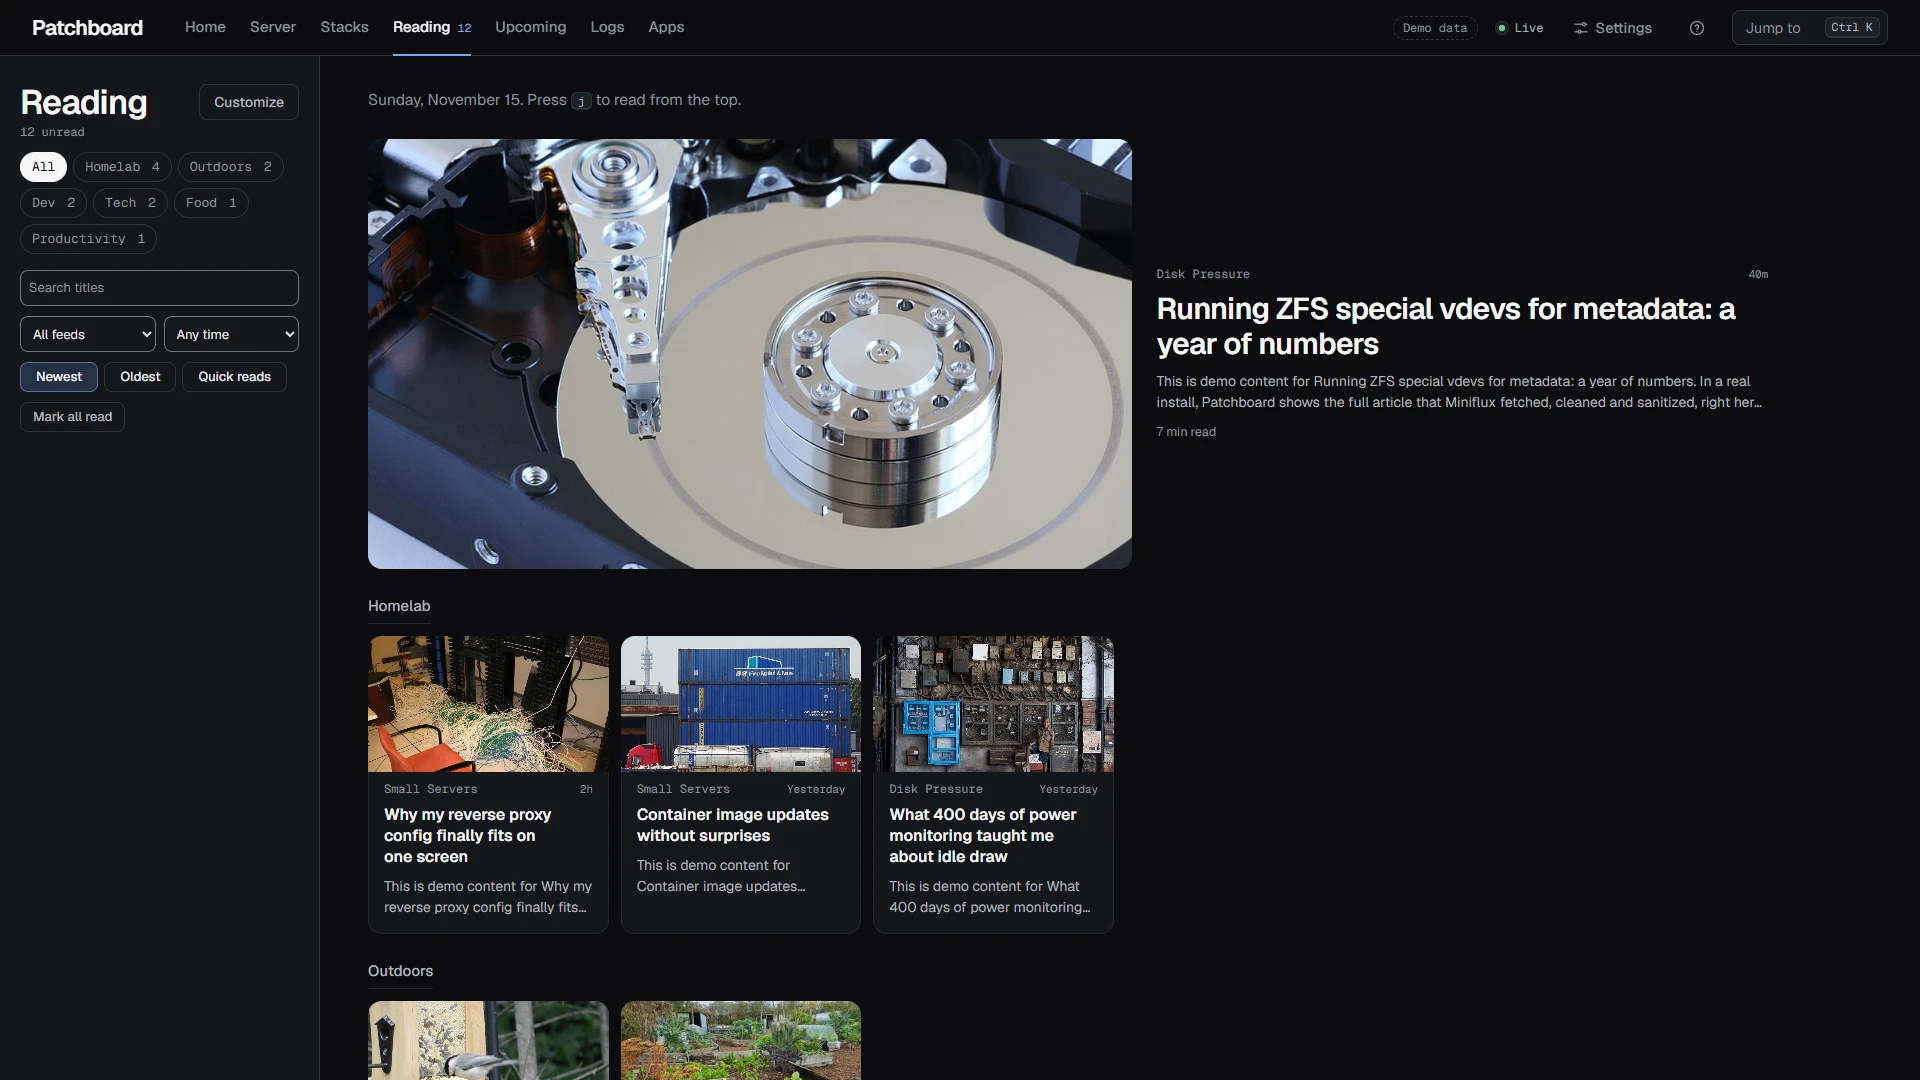 Patchboard
Home
Server
Stacks
Reading 12
Upcoming
Logs
Apps
Demo data
Live
Settings
Jump to
Ctrl K
Reading
Customize
12 unread
All
Homelab 4
Outdoors 2
Dev 2
Tech 2
Food 1
Productivity 1
Search titles
All feeds
Any time
Newest
Oldest
Quick reads
Mark all read
Sunday, November 15. Press j to read from the top.
Disk Pressure
40m
Running ZFS special vdevs for metadata: a
year of numbers
This is demo content for Running ZFS special vdevs for metadata: a year of numbers. In a real
install, Patchboard shows the full article that Miniflux fetched, cleaned and sanitized, right her…
7 min read
Homelab
Small Servers
2h
Why my reverse proxy
config finally fits on
one screen
This is demo content for Why my
reverse proxy config finally fits…
Small Servers
Yesterday
Container image updates
without surprises
This is demo content for
Container image updates…
Disk Pressure
Yesterday
What 400 days of power
monitoring taught me
about idle draw
This is demo content for What
400 days of power monitoring…
Outdoors